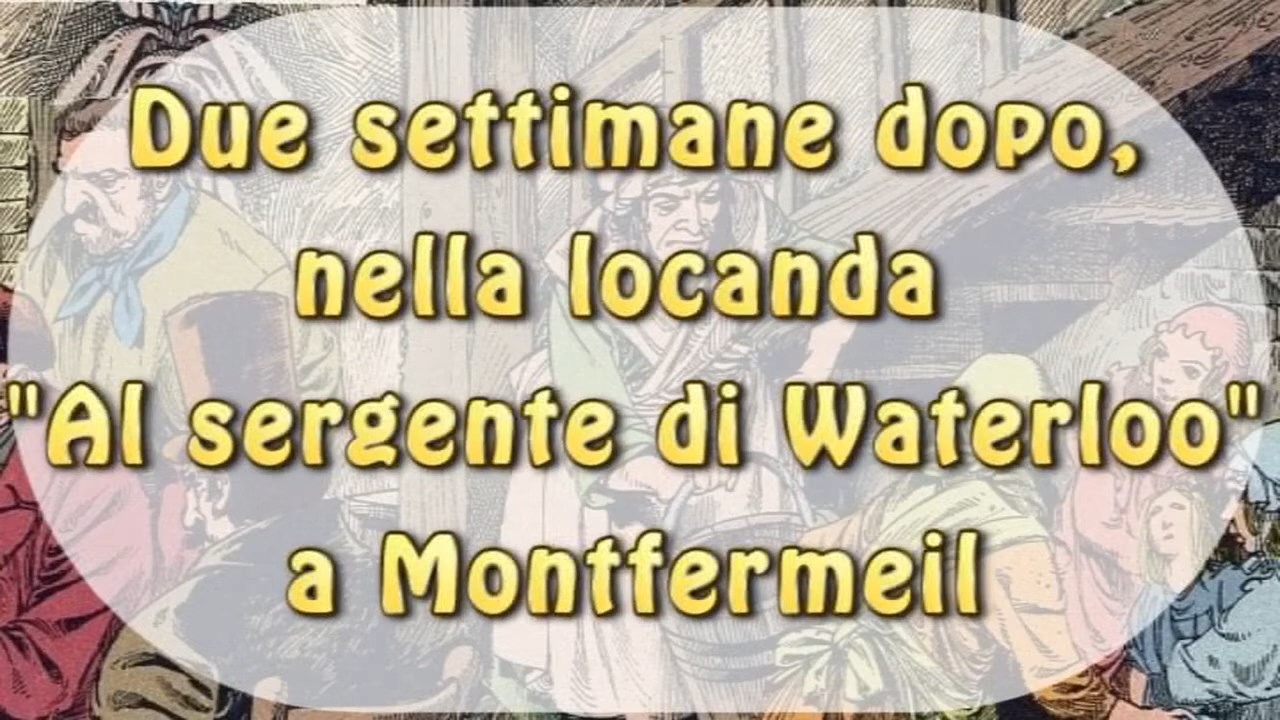 Due settimane dopo,
nella locanda
"Al sergente di Waterloo"
a Montfermeil